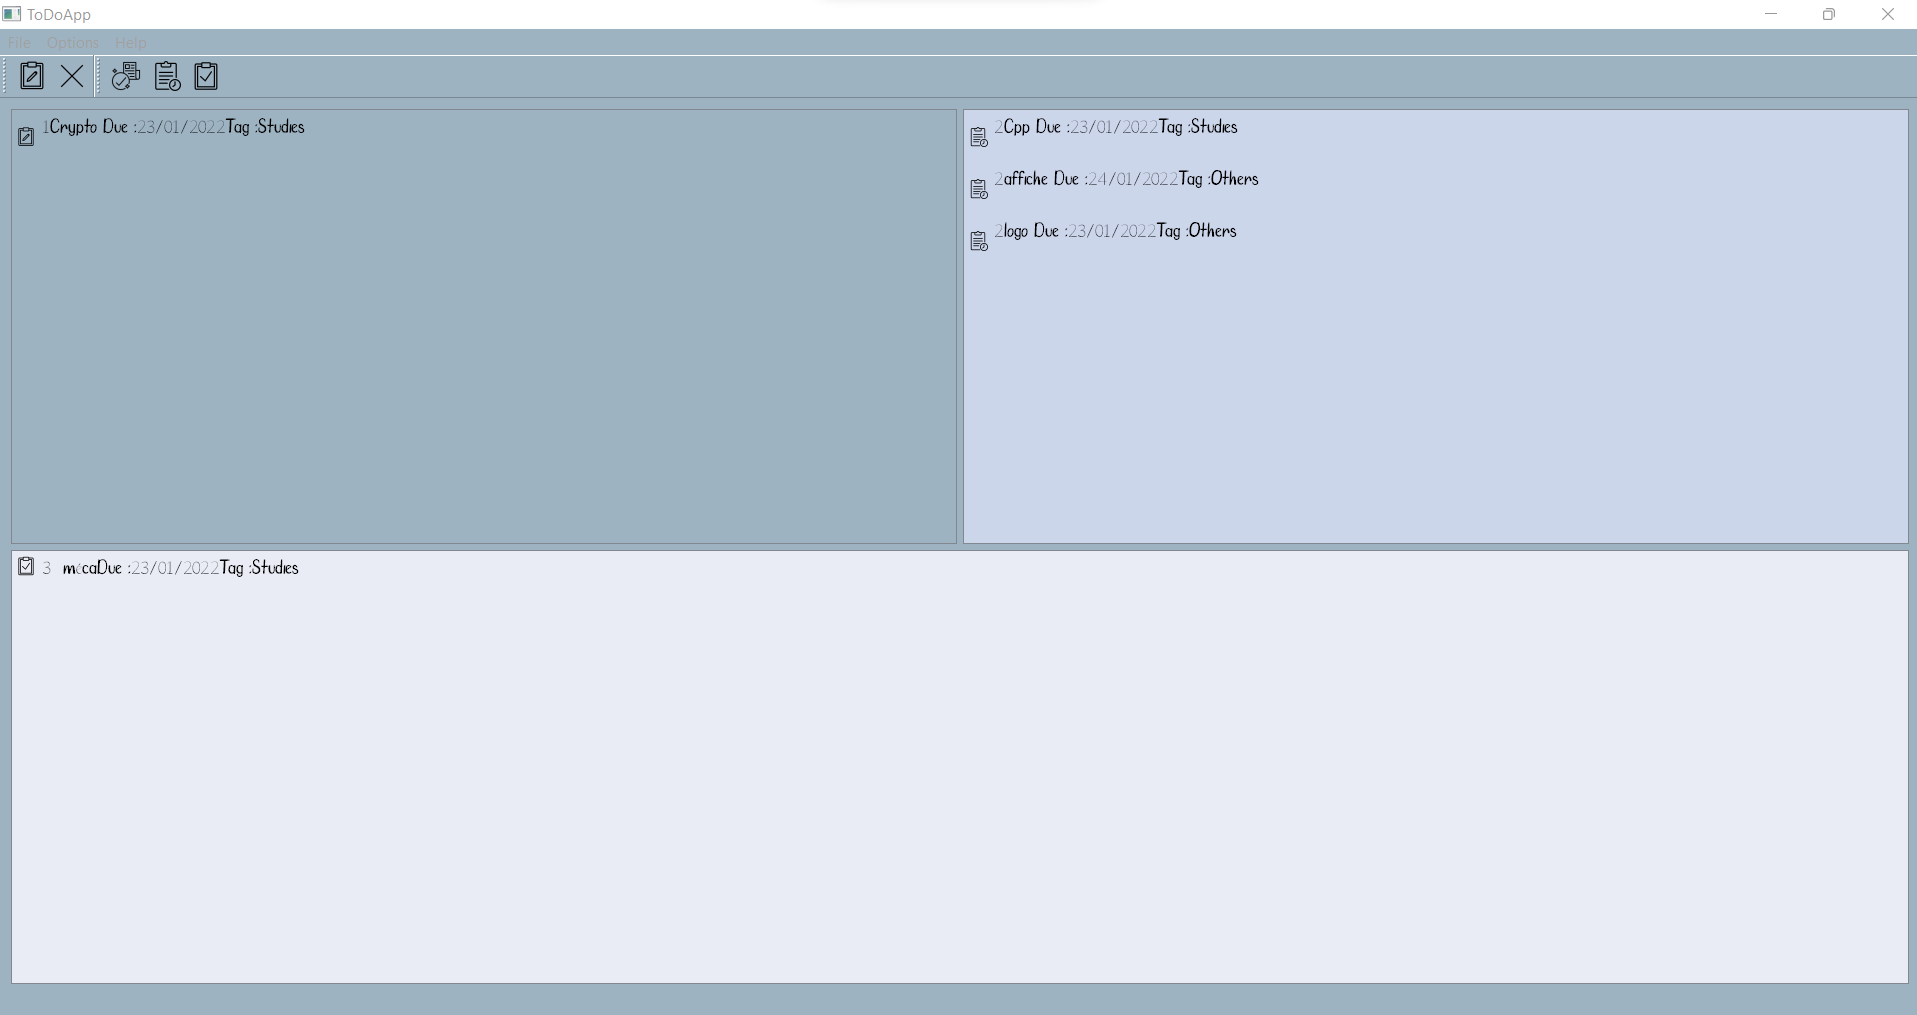 ToDoApp
File Options Help
1Crypto Due :23/01/2022Tag :Studies
2Cpp Due :23/01/2022Tag :Studies
2affiche Due :24/01/2022Tag :Others
2logo Due :23/01/2022Tag :Others
3 mécaDue :23/01/2022Tag :Studies